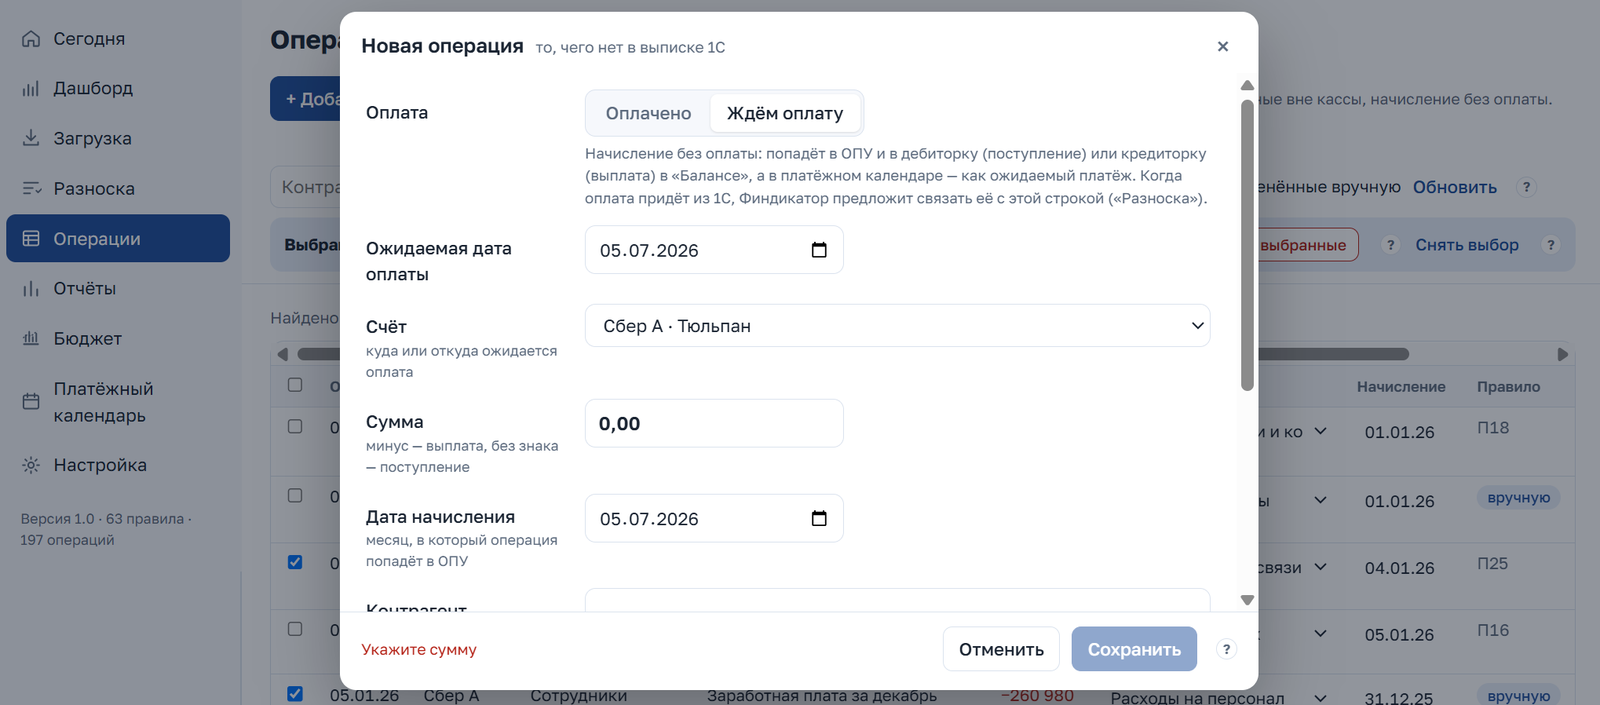 Сегодня
Дашборд
Загрузка
Разноска
Операции
Отчёты
Бюджет
Платёжный
календарь
Настройка
Версия 1.0 · 63 правила ·
197 операций
Новая операция то, чего нет в выписке 1С
×
Оплата
Оплачено Ждём оплату
Начисление без оплаты: попадёт в ОПУ и в дебиторку (поступление) или кредиторку
(выплата) в «Балансе», а в платёжном календаре — как ожидаемый платёж. Когда
оплата придёт из 1С, Финдикатор предложит связать её с этой строкой («Разноска»).
Ожидаемая дата
оплаты
05.07.2026
Счёт
куда или откуда ожидается
оплата
Сбер А · Тюльпан
Сумма
минус — выплата, без знака
— поступление
0,00
Дата начисления
месяц, в который операция
попадёт в ОПУ
05.07.2026
Контрагент
Укажите сумму
Отменить Сохранить ?
вне кассы, начисление без оплаты.
вручную Обновить ?
выбранные ? Снять выбор ?
Найдено
Начисление Правило
и ко 01.01.26 П18
01.01.26 вручную
связи 04.01.26 П25
05.01.26 П16
05.01.26 Сбер А Сотрудники Заработная плата за декабрь −260 980 Расходы на персонал 31.12.25 вручную